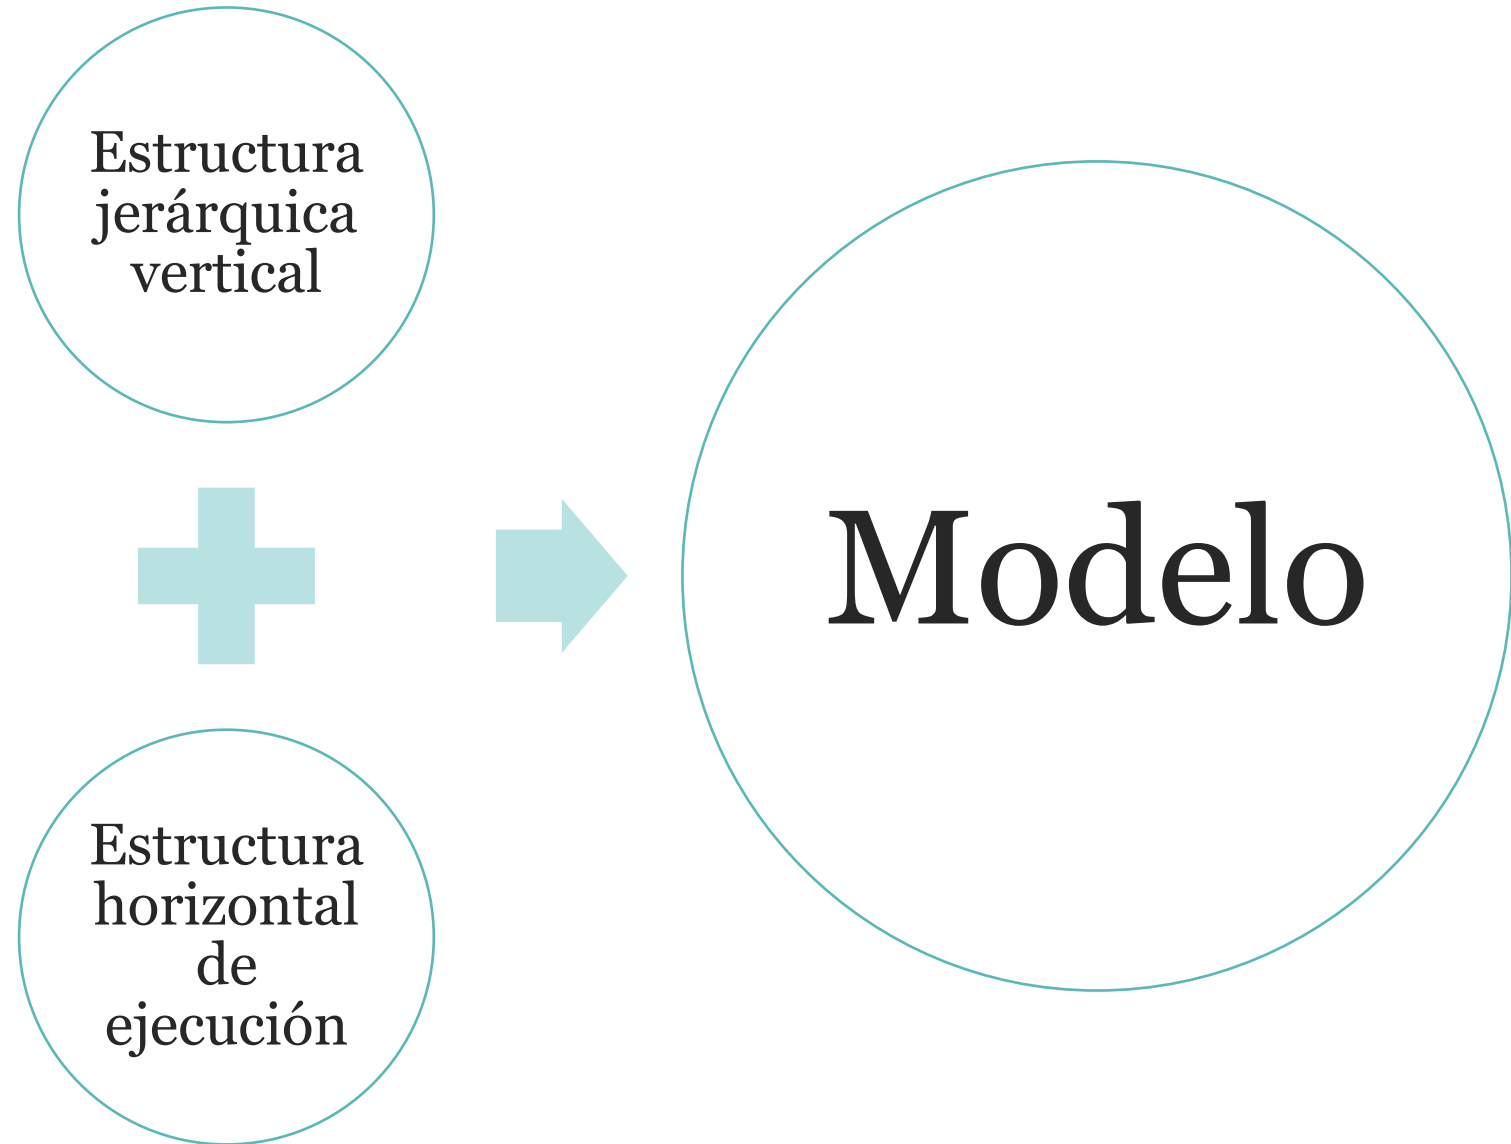 Estructura
jerárquica
vertical
Estructura
horizontal
de
ejecución
Modelo